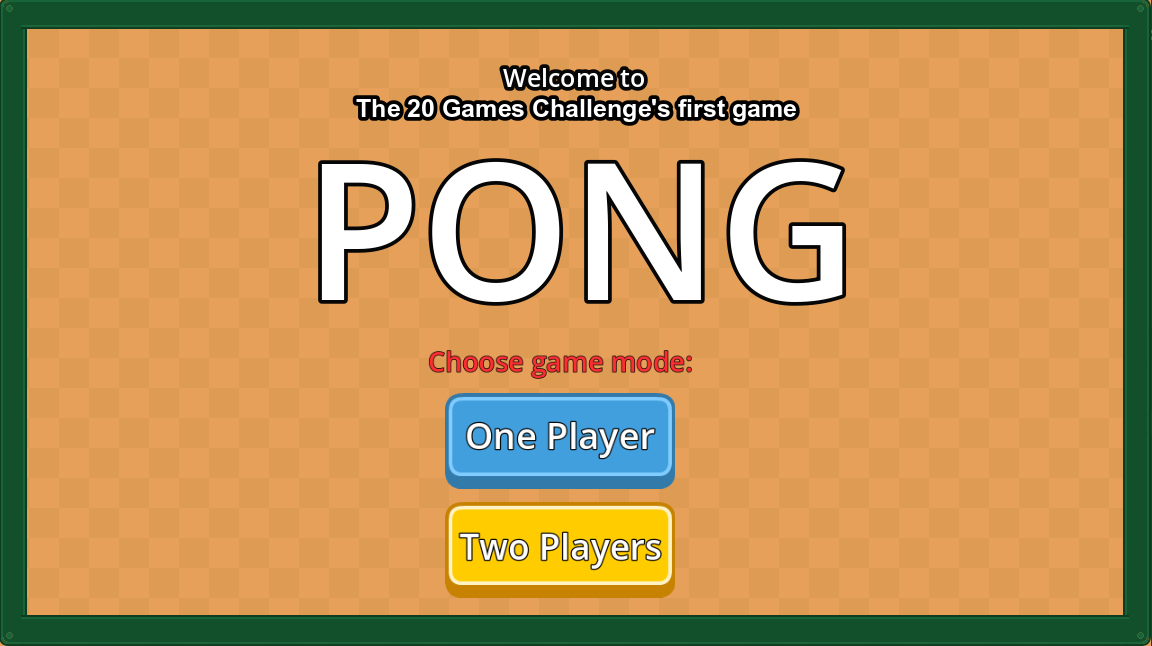 Welcome to
The 20 Games Challenge's first game
PONG
Choose game mode:
One Player
Two Players